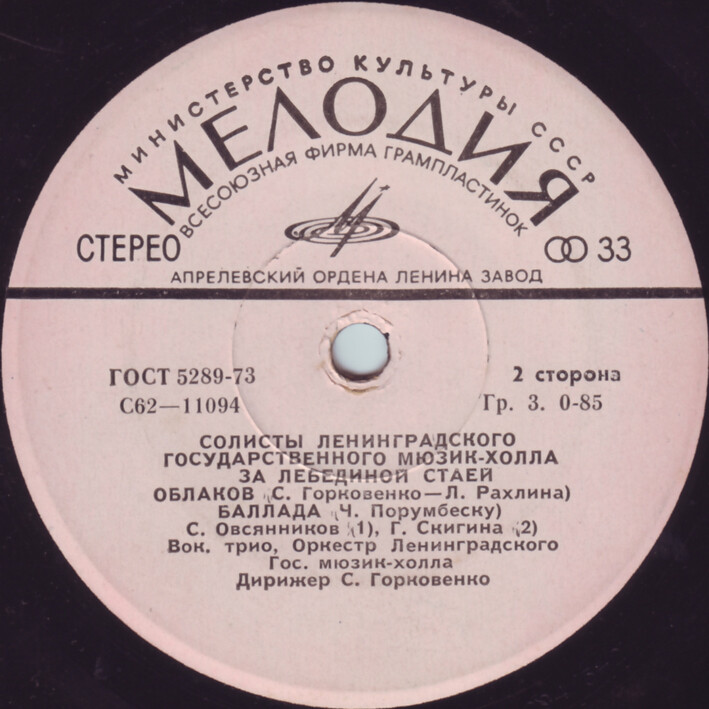 МИНИСТЕРСТВО КУЛЬТУРЫ СССР
МЕЛОДИЯ
ВСЕСОЮЗНАЯ ФИРМА ГРАМПЛАСТИНОК
СТЕРЕО 33
АПРЕЛЕВСКИЙ ОРДЕНА ЛЕНИНА ЗАВОД
ГОСТ 5289-73 2 сторона
С62—11094 Гр. 3. 0-85
СОЛИСТЫ ЛЕНИНГРАДСКОГО
ГОСУДАРСТВЕННОГО МЮЗИК-ХОЛЛА
ЗА ЛЕБЕДИНОЙ СТАЕЙ
ОБЛАКОВ (С. Горковенко—Л. Рахлина)
БАЛЛАДА (Ч. Порумбеску)
С. Овсянников (1), Г. Скигина (2)
Вок. трио, Оркестр Ленинградского
Гос. мюзик-холла
Дирижер С. Горковенко